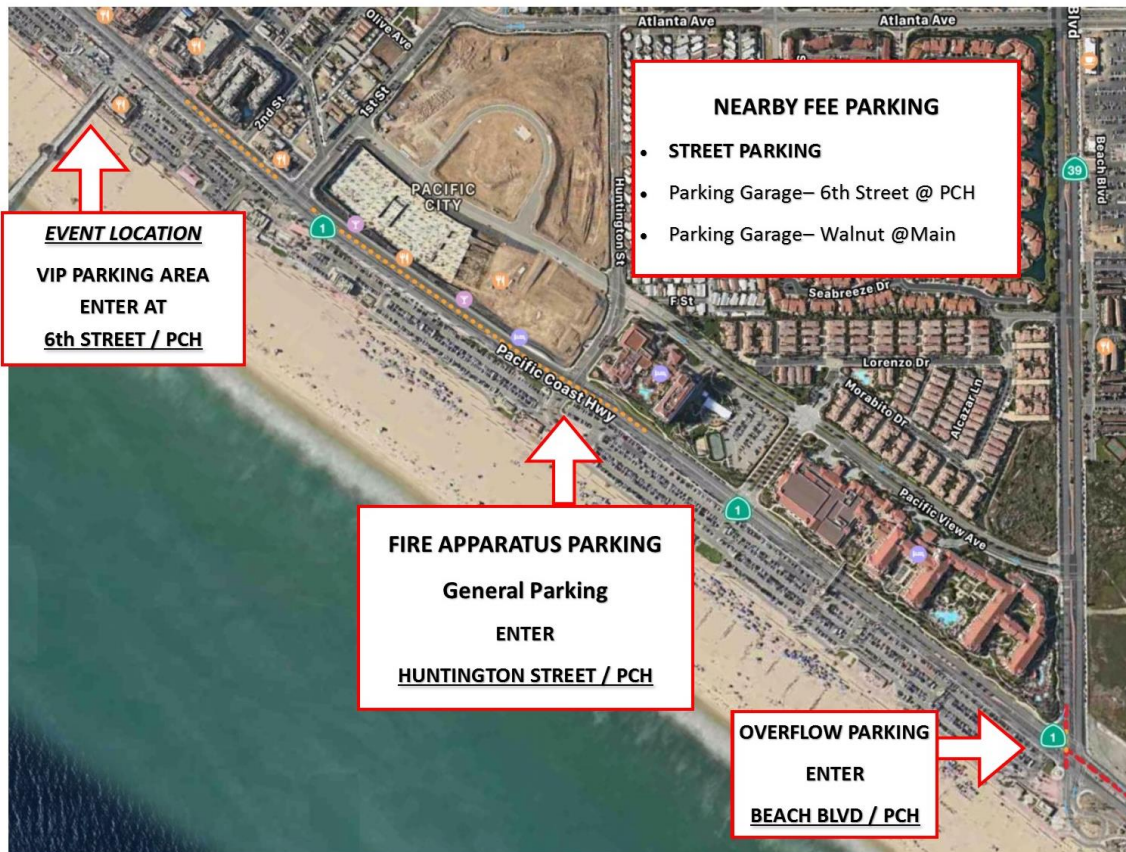 Atlanta Ave
Atlanta Ave
Blvd
Olive Ave
2nd St
1st St
PACIFIC
CITY
Huntington St
NEARBY FEE PARKING
• STREET PARKING
• Parking Garage– 6th Street @ PCH
• Parking Garage– Walnut @Main
39
Beach Blvd
EVENT LOCATION
VIP PARKING AREA
ENTER AT
6th STREET / PCH
1
F St
Seabreeze Dr
Lorenzo Dr
Morabito Dr
Alcazar Ln
Pacific Coast Hwy
1
Pacific View Ave
FIRE APPARATUS PARKING
General Parking
ENTER
HUNTINGTON STREET / PCH
OVERFLOW PARKING
ENTER
BEACH BLVD / PCH
1